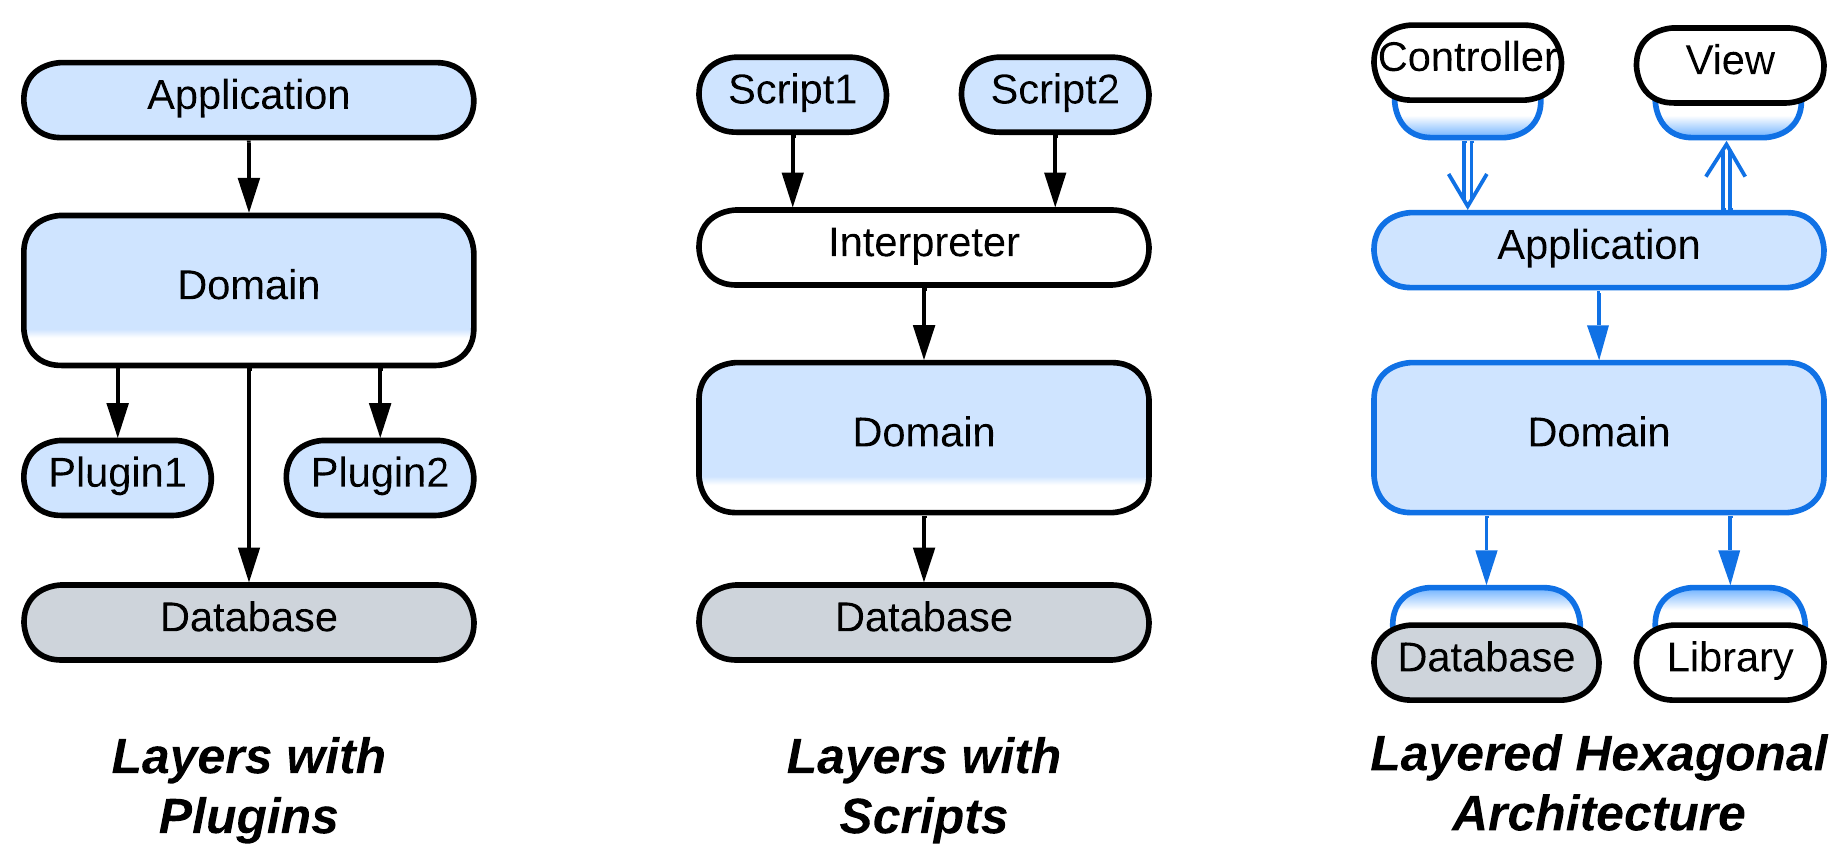 Application
Domain
Plugin1
Plugin2
Database
Layers with
Plugins
Script1
Script2
Interpreter
Domain
Database
Layers with
Scripts
Controller
View
Application
Domain
Database
Library
Layered Hexagonal
Architecture